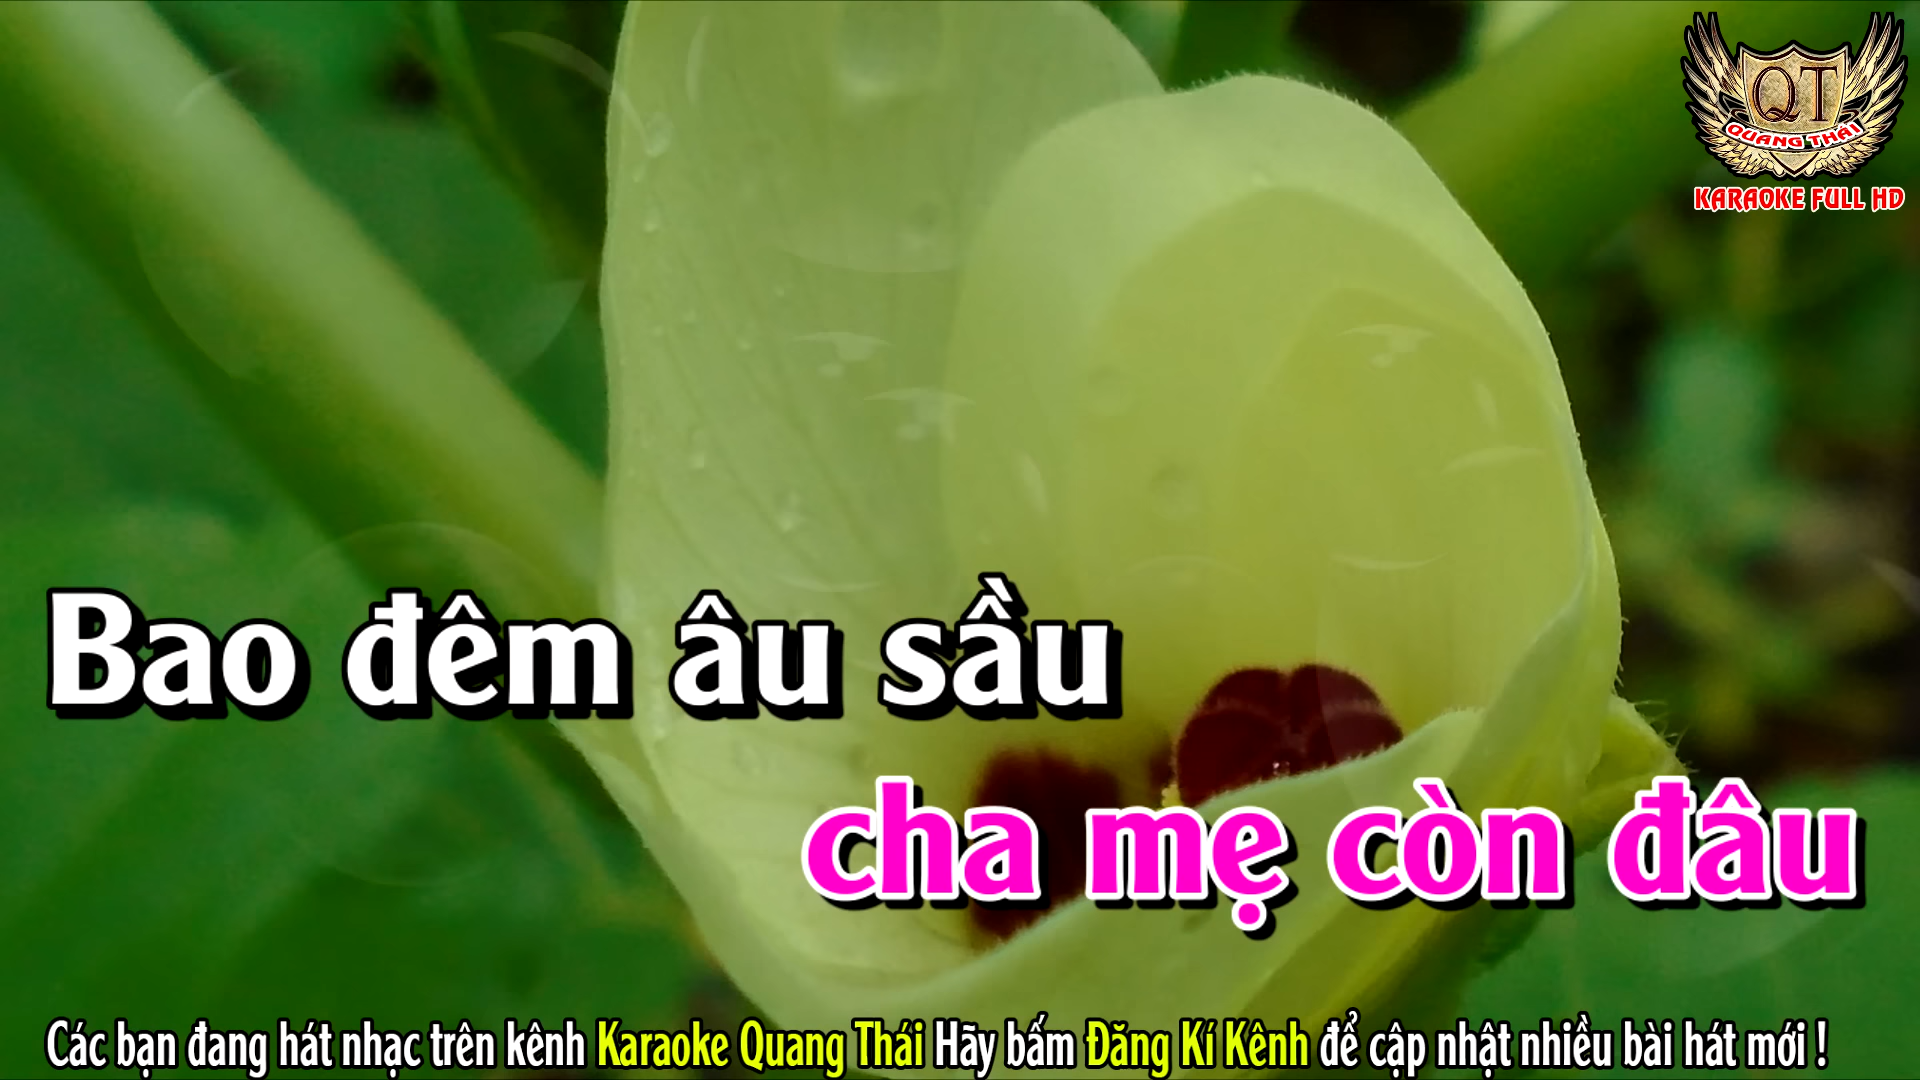 QT
QUANG THÁI
KARAOKE FULL HD
Bao đêm âu sầu
cha mẹ còn đâu
Các bạn đang hát nhạc trên kênh Karaoke Quang Thái Hãy bấm Đăng Kí Kênh để cập nhật nhiều bài hát mới !